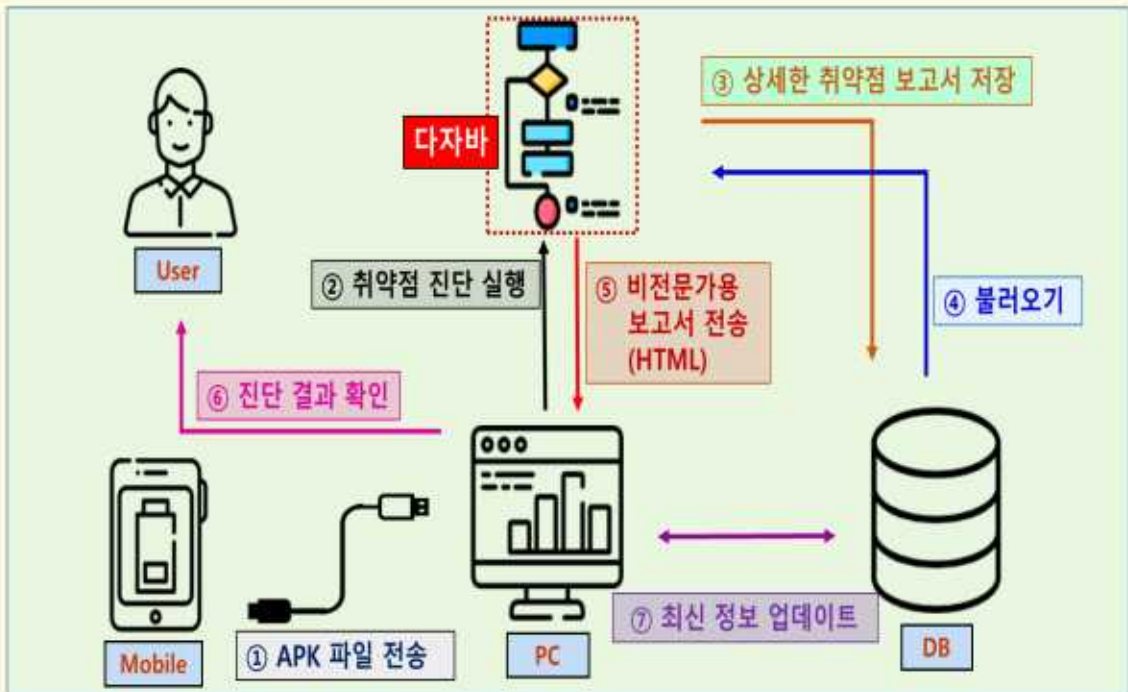 ③ 상세한 취약점 보고서 저장
다자바
User
② 취약점 진단 실행
⑤ 비전문가용
보고서 전송
(HTML)
④ 불러오기
⑥ 진단 결과 확인
⑦ 최신 정보 업데이트
Mobile
① APK 파일 전송
PC
DB